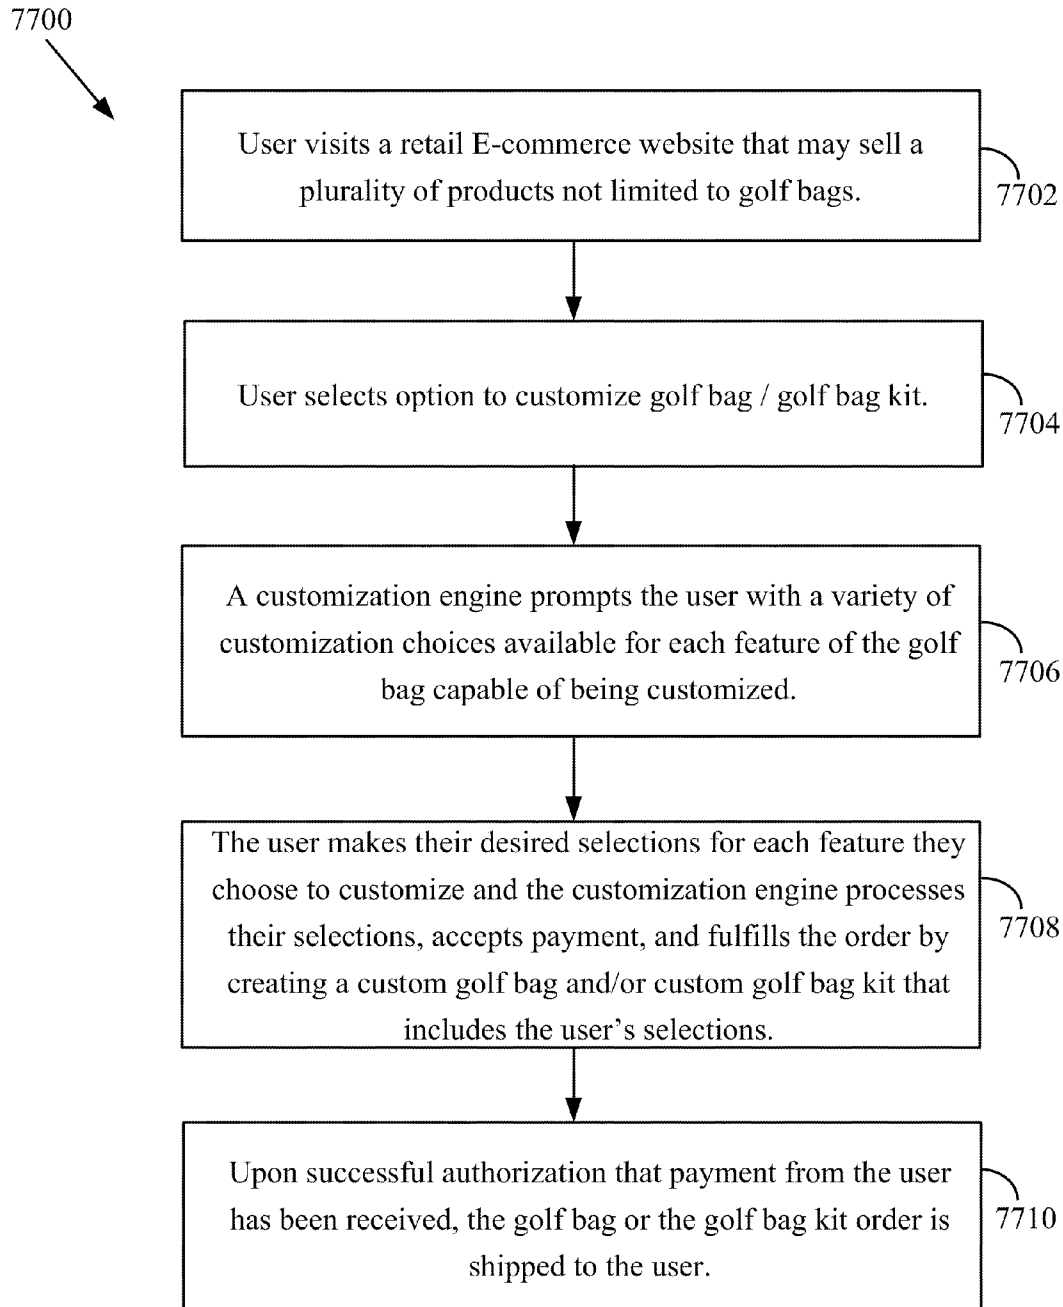 7700
User visits a retail E-commerce website that may sell a
plurality of products not limited to golf bags.
7702
User selects option to customize golf bag / golf bag kit.
7704
A customization engine prompts the user with a variety of
customization choices available for each feature of the golf
bag capable of being customized.
7706
The user makes their desired selections for each feature they
choose to customize and the customization engine processes
their selections, accepts payment, and fulfills the order by
creating a custom golf bag and/or custom golf bag kit that
includes the user's selections.
7708
Upon successful authorization that payment from the user
has been received, the golf bag or the golf bag kit order is
shipped to the user.
7710